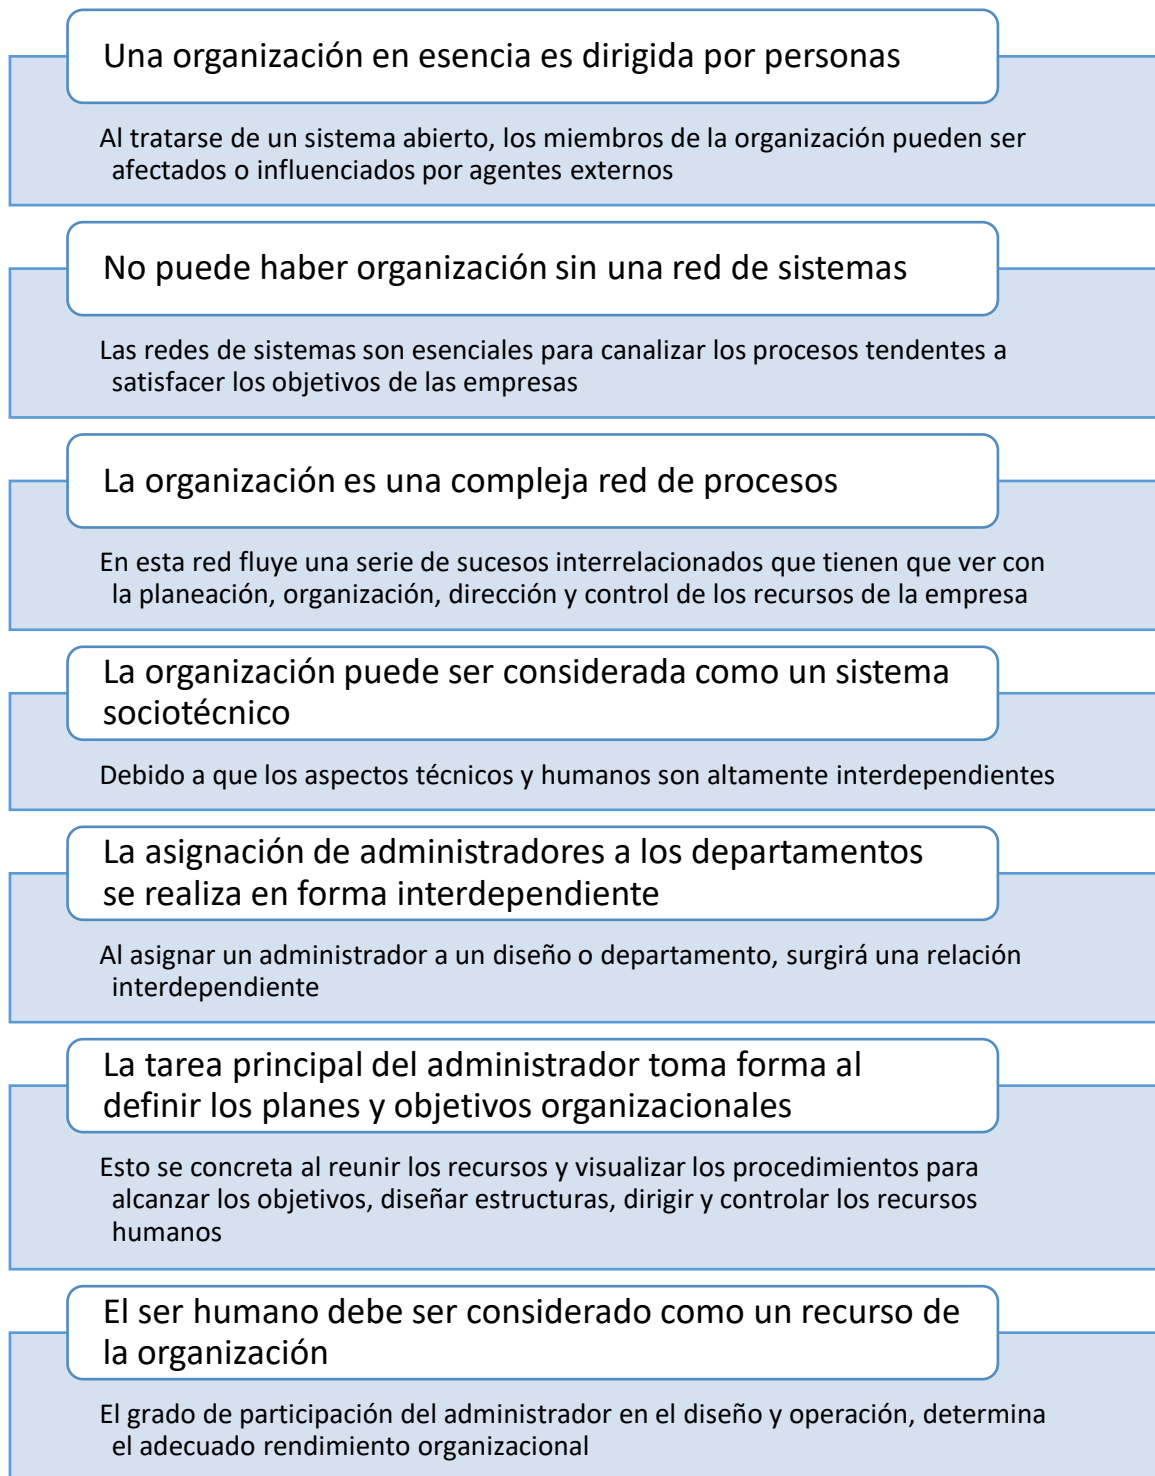 Una organización en esencia es dirigida por personas
Al tratarse de un sistema abierto, los miembros de la organización pueden ser
afectados o influenciados por agentes externos
No puede haber organización sin una red de sistemas
Las redes de sistemas son esenciales para canalizar los procesos tendentes a
satisfacer los objetivos de las empresas
La organización es una compleja red de procesos
En esta red fluye una serie de sucesos interrelacionados que tienen que ver con
la planeación, organización, dirección y control de los recursos de la empresa
La organización puede ser considerada como un sistema
sociotécnico
Debido a que los aspectos técnicos y humanos son altamente interdependientes
La asignación de administradores a los departamentos
se realiza en forma interdependiente
Al asignar un administrador a un diseño o departamento, surgirá una relación
interdependiente
La tarea principal del administrador toma forma al
definir los planes y objetivos organizacionales
Esto se concreta al reunir los recursos y visualizar los procedimientos para
alcanzar los objetivos, diseñar estructuras, dirigir y controlar los recursos
humanos
El ser humano debe ser considerado como un recurso de
la organización
El grado de participación del administrador en el diseño y operación, determina
el adecuado rendimiento organizacional